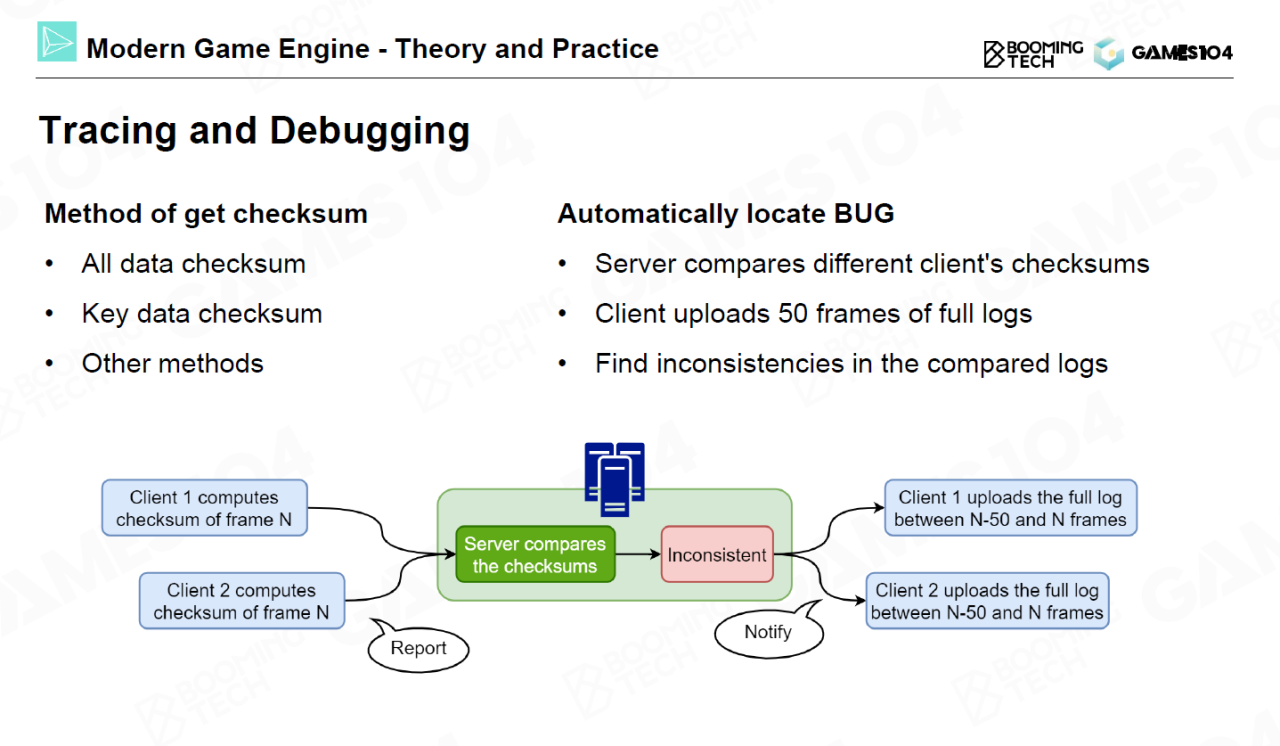 Modern Game Engine - Theory and Practice
BOOMING
TECH
GAMES104
Tracing and Debugging
Method of get checksum
• All data checksum
• Key data checksum
• Other methods
Automatically locate BUG
• Server compares different client's checksums
• Client uploads 50 frames of full logs
• Find inconsistencies in the compared logs
Client 1 computes
checksum of frame N
Client 2 computes
checksum of frame N
Report
Server compares
the checksums
Inconsistent
Notify
Client 1 uploads the full log
between N-50 and N frames
Client 2 uploads the full log
between N-50 and N frames